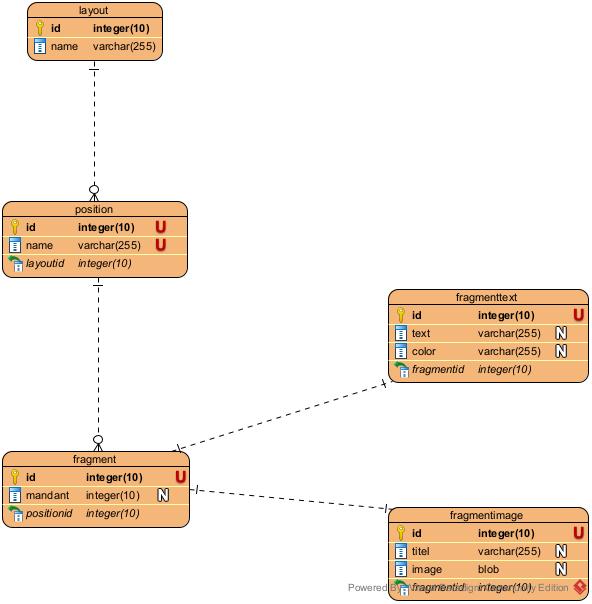 layout
id integer(10)
name varchar(255)
position
id integer(10) U
name varchar(255) U
layoutid integer(10)
fragmenttext
id integer(10) U
text varchar(255) N
color varchar(255) N
fragmentid integer(10)
fragment
id integer(10) U
mandant integer(10) N
positionid integer(10)
fragmentimage
id integer(10) U
titel varchar(255) N
image blob N
fragmentid integer(10)
Powered By Edition